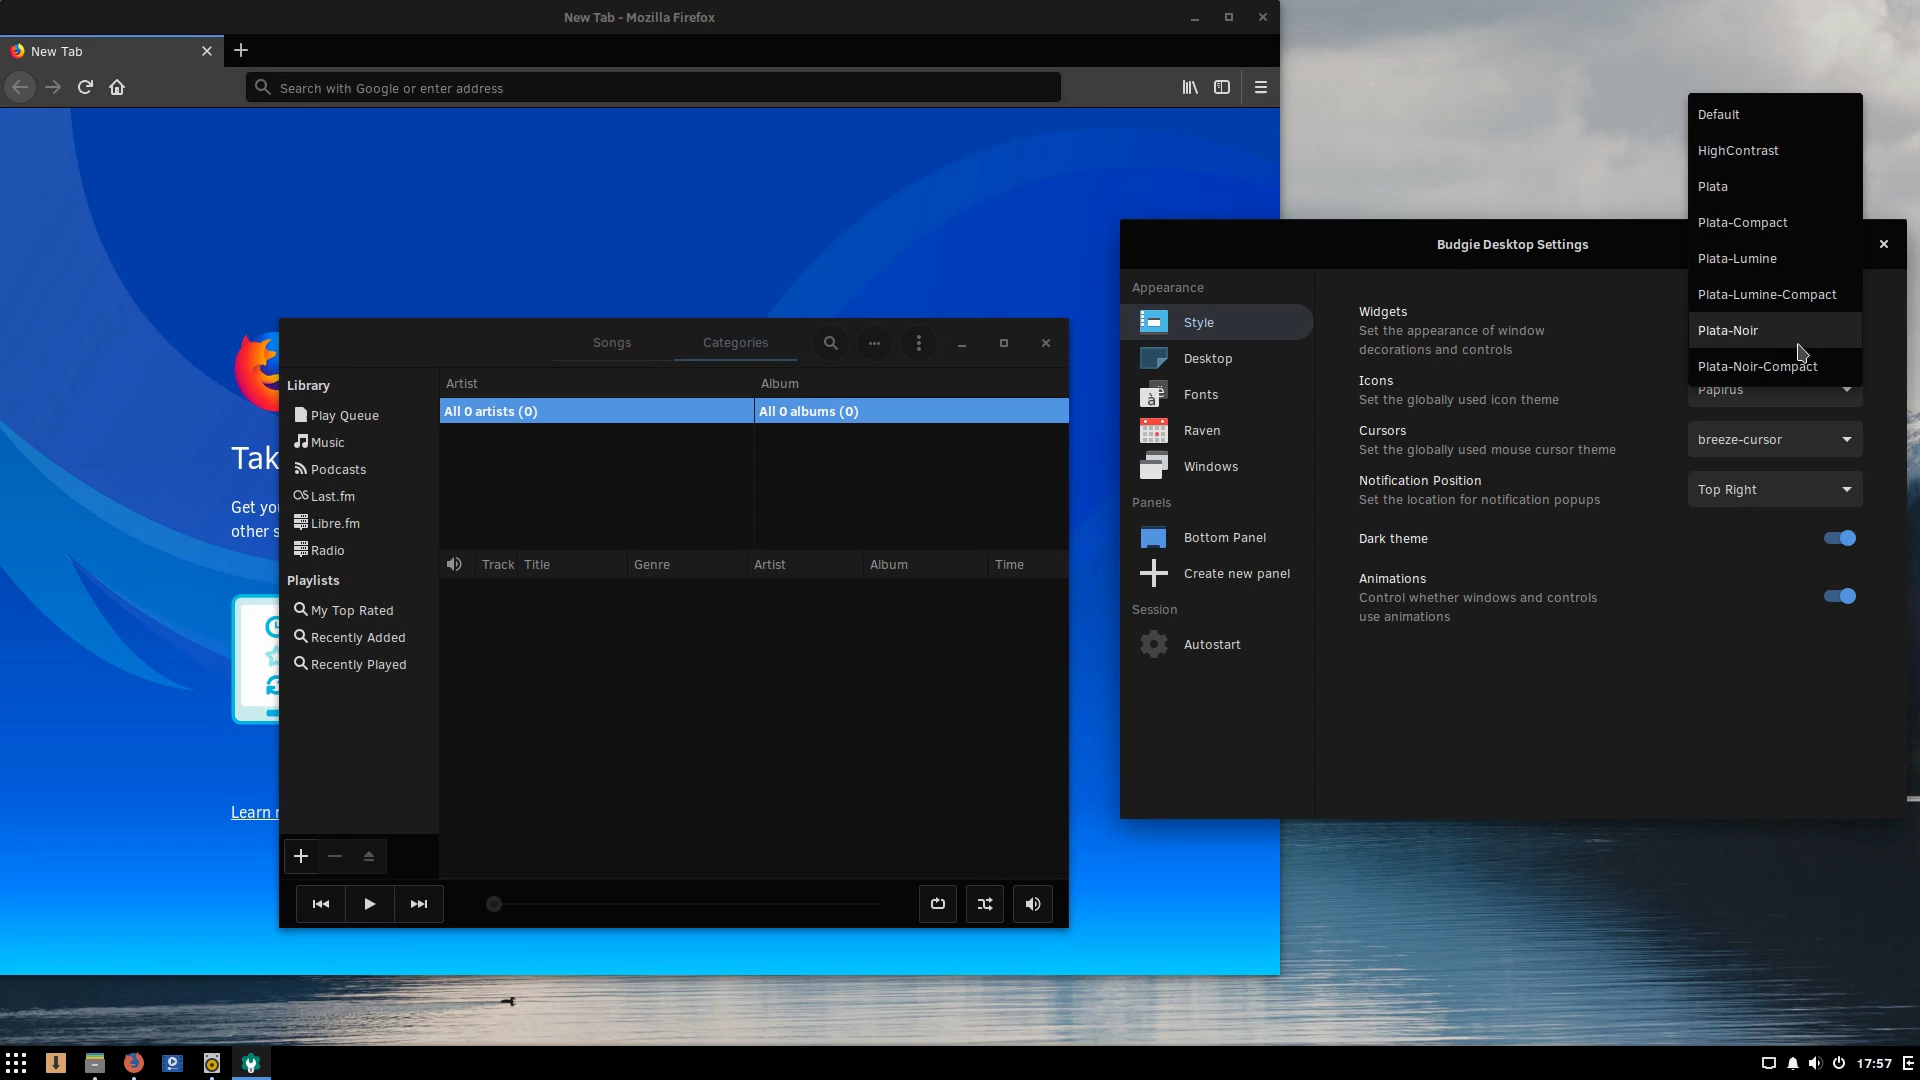 New Tab - Mozilla Firefox
New Tab
Search with Google or enter address
Tak
Get you
other s
Learn
Songs
Categories
Library
Play Queue
Music
Podcasts
Last.fm
Libre.fm
Radio
Playlists
My Top Rated
Recently Added
Recently Played
Artist
Album
All 0 artists (0)
All 0 albums (0)
Track
Title
Genre
Artist
Album
Time
Budgie Desktop Settings
Appearance
Style
Desktop
Fonts
Raven
Windows
Panels
Bottom Panel
Create new panel
Session
Autostart
Widgets
Set the appearance of window
decorations and controls
Icons
Set the globally used icon theme
Papirus
Cursors
Set the globally used mouse cursor theme
breeze-cursor
Notification Position
Set the location for notification popups
Top Right
Dark theme
Animations
Control whether windows and controls
use animations
Default
HighContrast
Plata
Plata-Compact
Plata-Lumine
Plata-Lumine-Compact
Plata-Noir
Plata-Noir-Compact
17:57